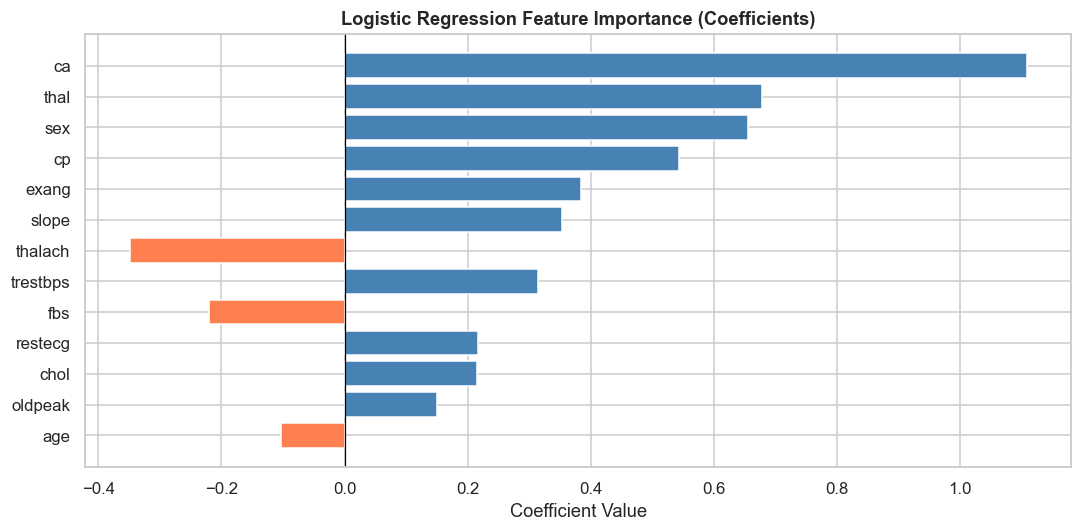 Logistic Regression Feature Importance (Coefficients)
ca
thal
sex
cp
exang
slope
thalach
trestbps
fbs
restecg
chol
oldpeak
age
−0.4 −0.2 0.0 0.2 0.4 0.6 0.8 1.0
Coefficient Value